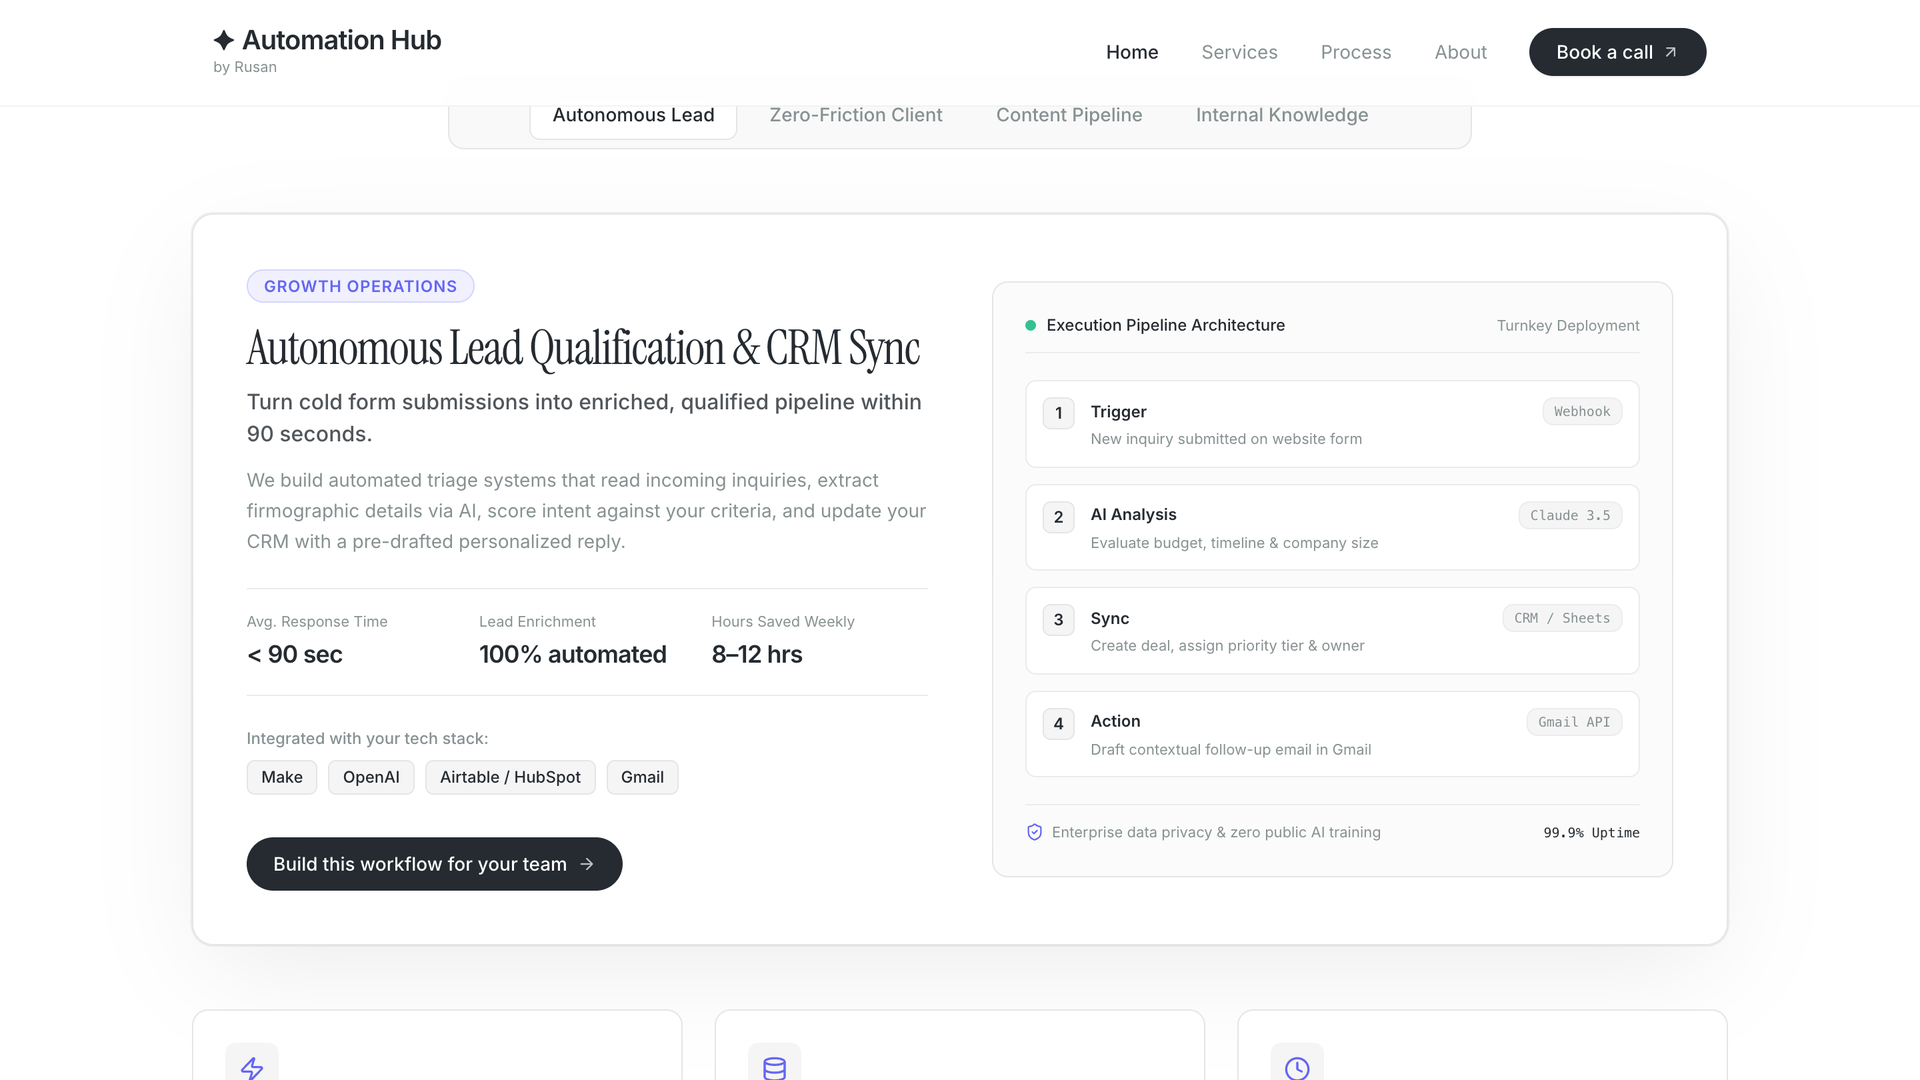 Automation Hub
by Rusan
Home
Services
Process
About
Book a call
Autonomous Lead
Zero-Friction Client
Content Pipeline
Internal Knowledge
GROWTH OPERATIONS
Autonomous Lead Qualification & CRM Sync
Turn cold form submissions into enriched, qualified pipeline within
90 seconds.
We build automated triage systems that read incoming inquiries, extract
firmographic details via AI, score intent against your criteria, and update your
CRM with a pre-drafted personalized reply.
Avg. Response Time
< 90 sec
Lead Enrichment
100% automated
Hours Saved Weekly
8–12 hrs
Integrated with your tech stack:
Make
OpenAI
Airtable / HubSpot
Gmail
Build this workflow for your team
Execution Pipeline Architecture
Turnkey Deployment
1
Trigger
Webhook
New inquiry submitted on website form
2
AI Analysis
Claude 3.5
Evaluate budget, timeline & company size
3
Sync
CRM / Sheets
Create deal, assign priority tier & owner
4
Action
Gmail API
Draft contextual follow-up email in Gmail
Enterprise data privacy & zero public AI training
99.9% Uptime